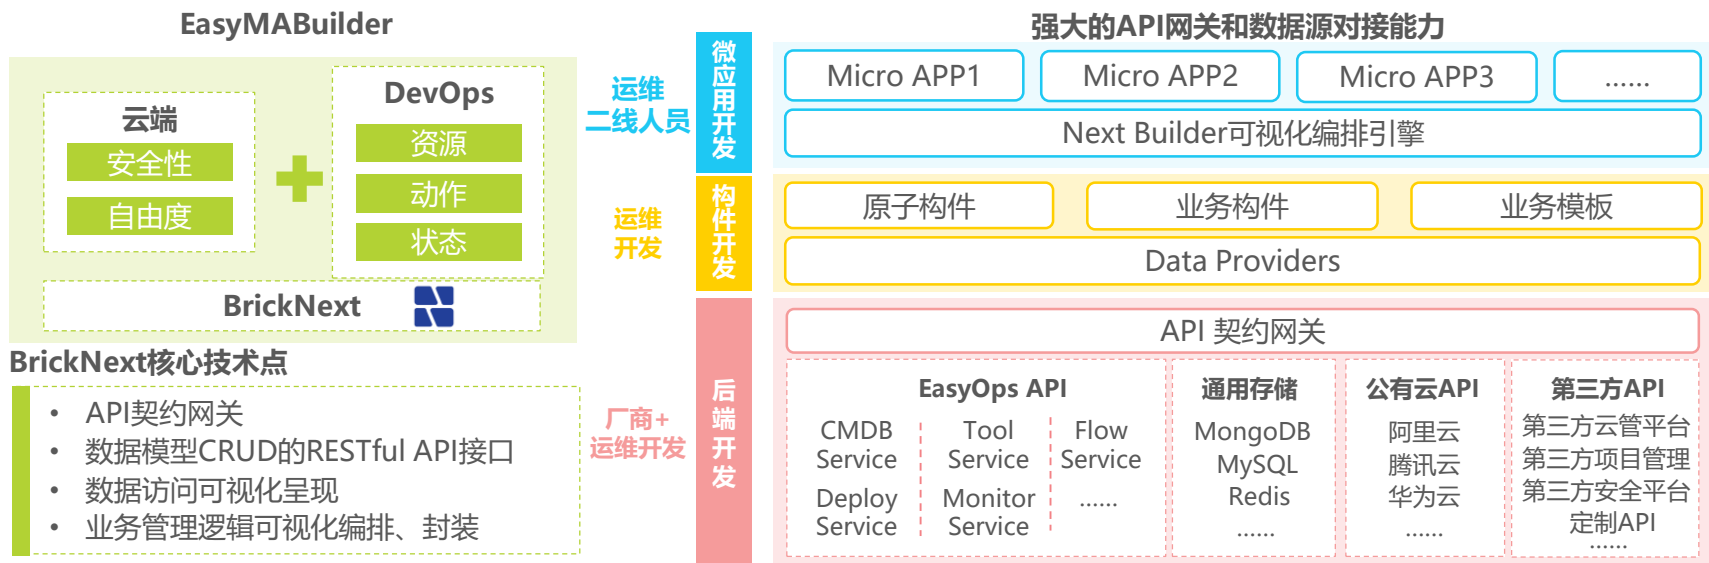 EasyMABuilder
云端
安全性
自由度
DevOps
资源
动作
状态
BrickNext
BrickNext核心技术点
• API契约网关
• 数据模型CRUD的RESTful API接口
• 数据访问可视化呈现
• 业务管理逻辑可视化编排、封装
运维
二线人员
运维
开发
厂商+
运维开发
微应用开发
构件开发
后端开发
强大的API网关和数据源对接能力
Micro APP1
Micro APP2
Micro APP3
......
Next Builder可视化编排引擎
原子构件
业务构件
业务模板
Data Providers
API 契约网关
EasyOps API
CMDB
Service
Tool
Service
Flow
Service
Deploy
Service
Monitor
Service
......
通用存储
MongoDB
MySQL
Redis
......
公有云API
阿里云
腾讯云
华为云
......
第三方API
第三方云管平台
第三方项目管理
第三方安全平台
定制API
......